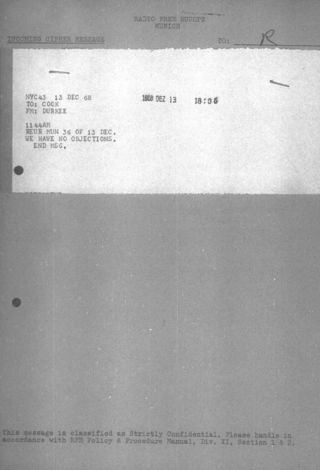 RADIO FREE EUROPE
MUNICH
INCOMING CIPHER MESSAGE TO: R
NYC43 13 DEC 68 1968 DEZ 13 18:06
TO: COOK
FM: DURKEE
1144AM
REUR MUN 36 OF 13 DEC.
WE HAVE NO OBJECTIONS.
END MSG.
This message is classified as Strictly Confidential. Please handle in
accordance with RFE Policy & Procedure Manual, Div. XI, Section 1 & 2.